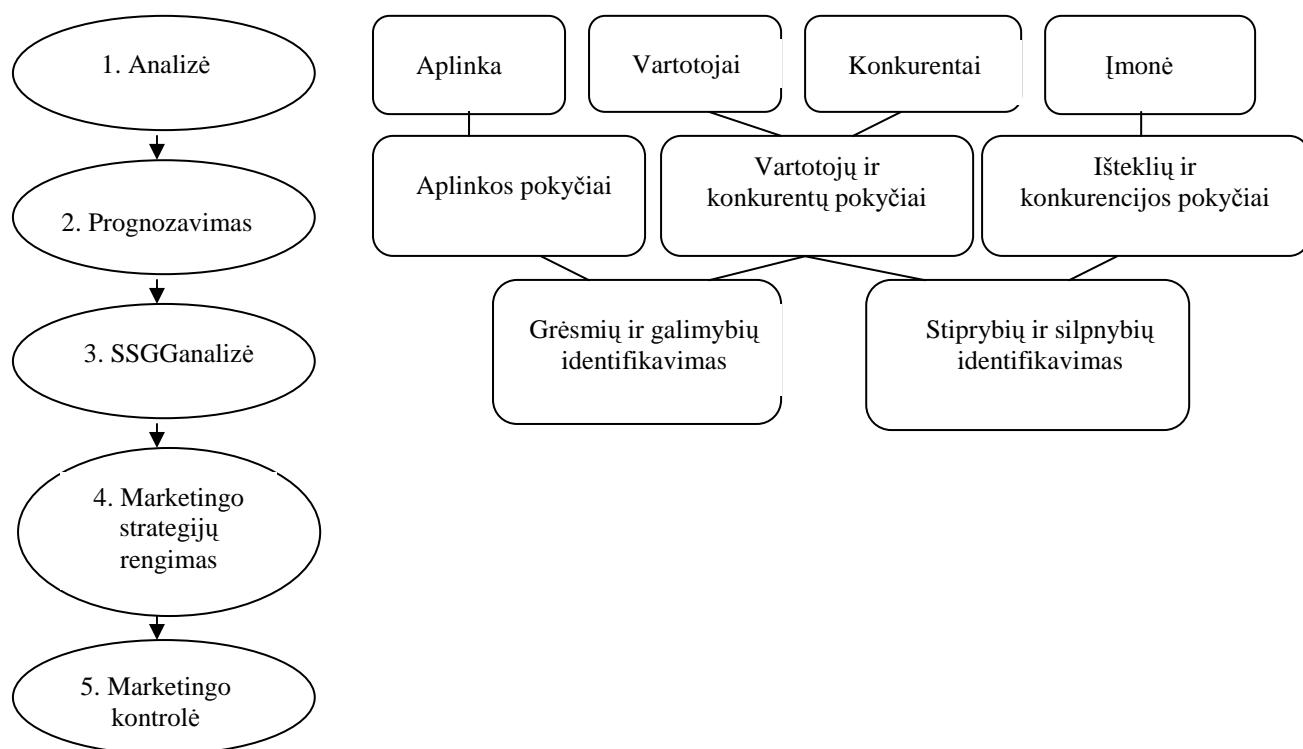 1. Analizė
Aplinka
Vartotojai
Konkurentai
Įmonė
2. Prognozavimas
Aplinkos pokyčiai
Vartotojų ir
konkurentų pokyčiai
Išteklių ir
konkurencijos pokyčiai
3. SSGGanalizė
Grėsmių ir galimybių
identifikavimas
Stiprybių ir silpnybių
identifikavimas
4. Marketingo
strategijų
rengimas
5. Marketingo
kontrolė